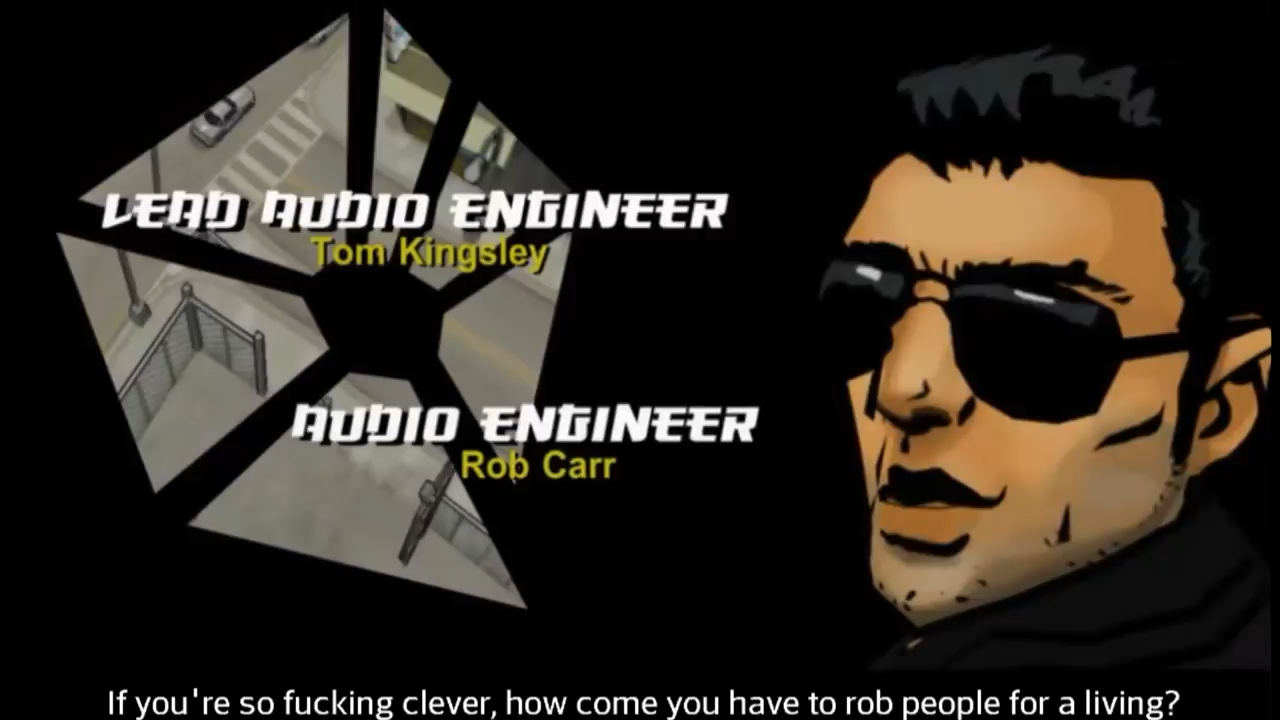 LEAD AUDIO ENGINEER
Tom Kingsley
AUDIO ENGINEER
Rob Carr
If you're so fucking clever, how come you have to rob people for a living?